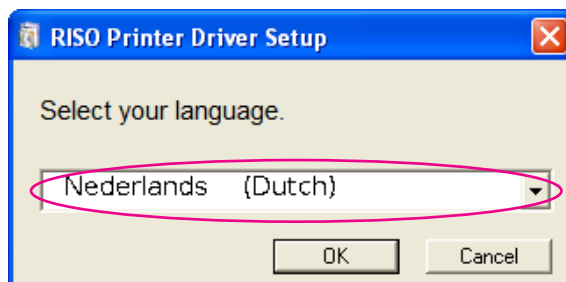 RISO Printer Driver Setup
Select your language.
Nederlands (Dutch)
OK Cancel